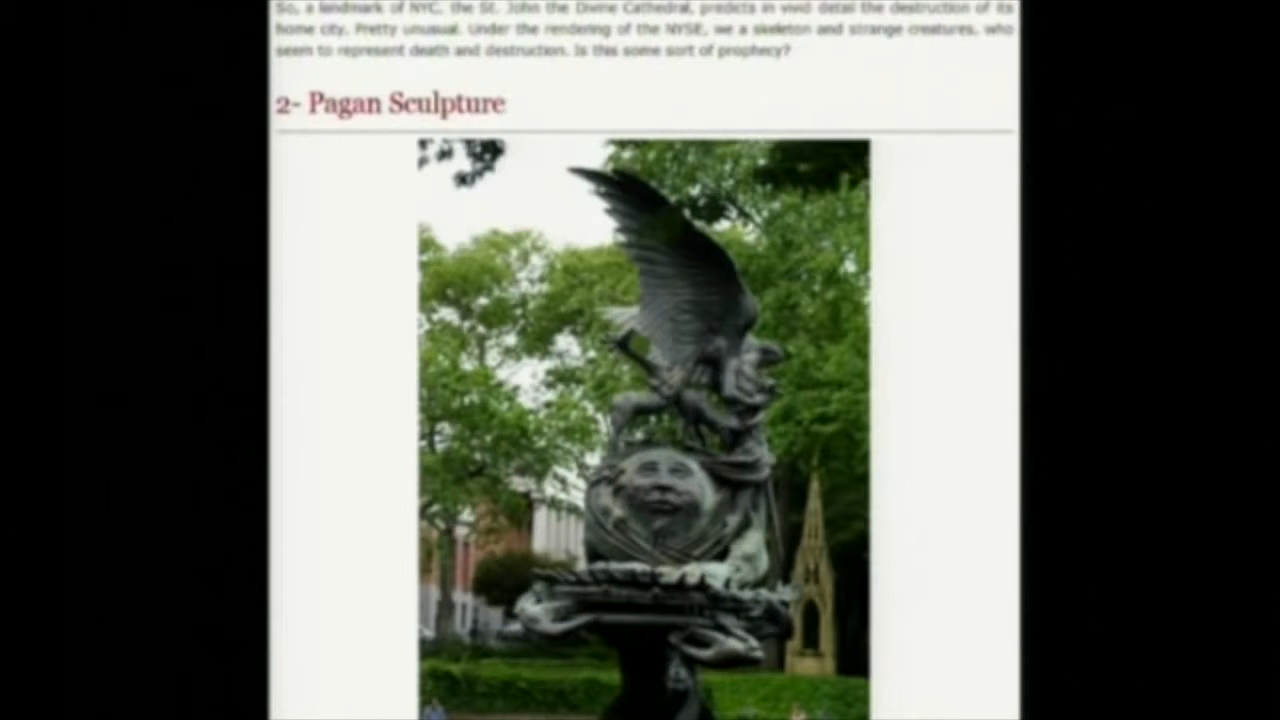 So, a landmark of NYC, the St. John the Divine Cathedral, predicts in vivid detail the destruction of its
home city. Pretty unusual. Under the rendering of the NYSE, we a skeleton and strange creatures, who
seem to represent death and destruction. Is this some sort of prophecy?
2- Pagan Sculpture